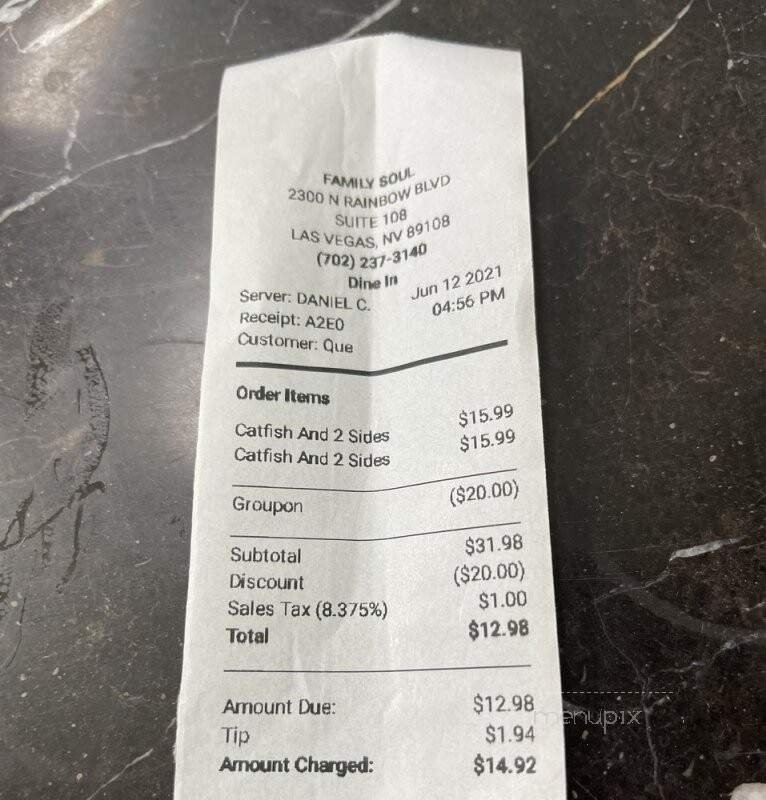 FAMILY SOUL
2300 N RAINBOW BLVD
SUITE 108
LAS VEGAS, NV 89108
(702) 237-3140
Dine In
Server: DANIEL C. Jun 12 2021
Receipt: A2E0 04:56 PM
Customer: Que
Order Items
Catfish And 2 Sides $15.99
Catfish And 2 Sides $15.99
Groupon ($20.00)
Subtotal $31.98
Discount ($20.00)
Sales Tax (8.375%) $1.00
Total $12.98
Amount Due: $12.98
Tip $1.94
Amount Charged: $14.92
menupix